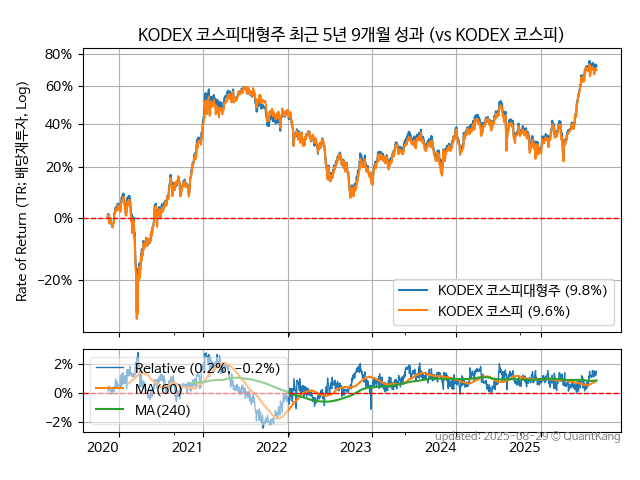 KODEX 코스피대형주 최근 5년 9개월 성과 (vs KODEX 코스피)
Rate of Return (TR: 배당재투자, Log)
80%
60%
40%
20%
0%
−20%
KODEX 코스피대형주 (9.8%)
KODEX 코스피 (9.6%)
2%
0%
−2%
Relative (0.2%, −0.2%)
MA(60)
MA(240)
2020 2021 2022 2023 2024 2025
updated: 2025-08-29 © QuantKang